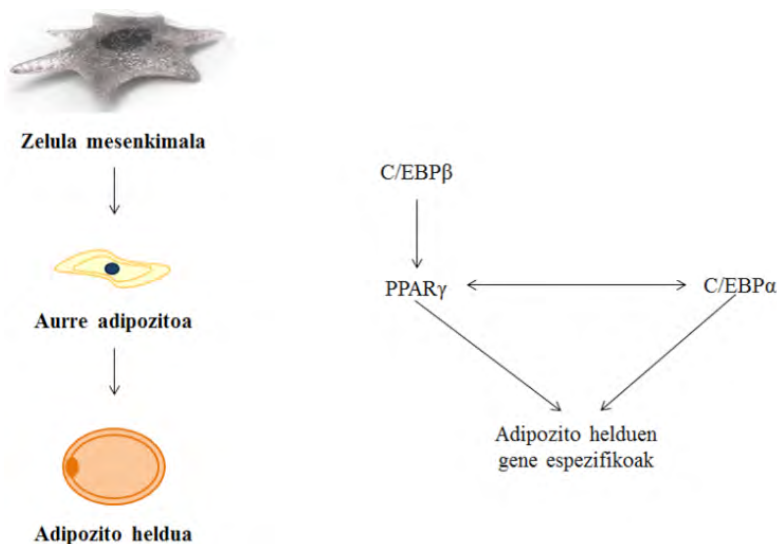 Zelula mesenkimala
Aurre adipozitoa
Adipozito heldua
C/EBPβ
PPARγ
C/EBPα
Adipozito helduen
gene espezifikoak